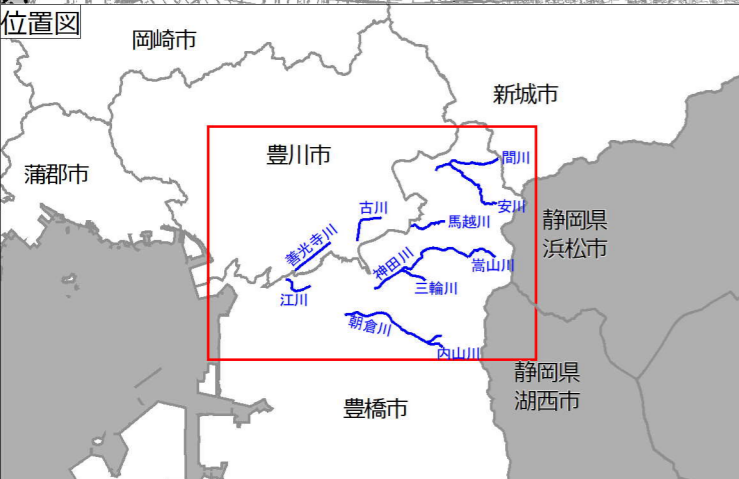 位置図
岡崎市
新城市
豊川市
間川
蒲郡市
古川
安川
馬越川
静岡県
浜松市
善光寺川
神田川
嵩山川
三輪川
江川
朝倉川
内山川
静岡県
湖西市
豊橋市